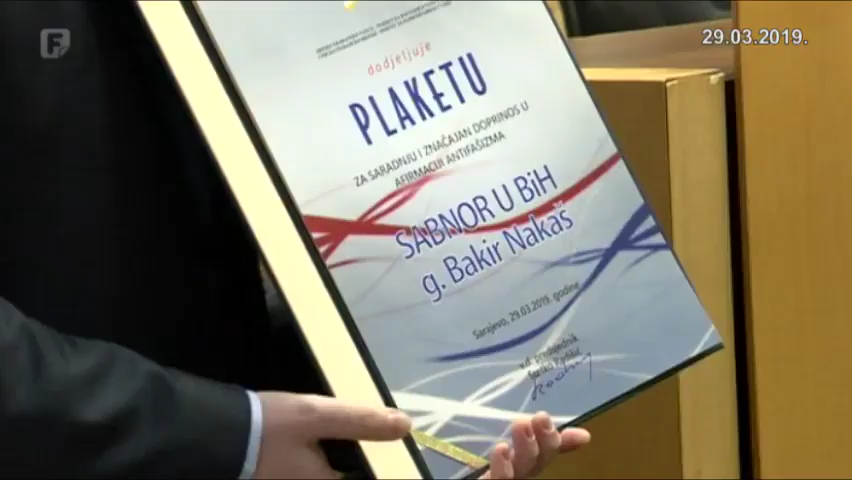 F
29.03.2019.
dodjeljuje
PLAKETU
ZA SARADNJU I ZNAČAJAN DOPRINOS U
AFIRMACIJI ANTIFAŠIZMA
SABNOR U BiH
g. Bakir Nakaš
Sarajevo, 29.03.2019. godine
v.d. predsjednik